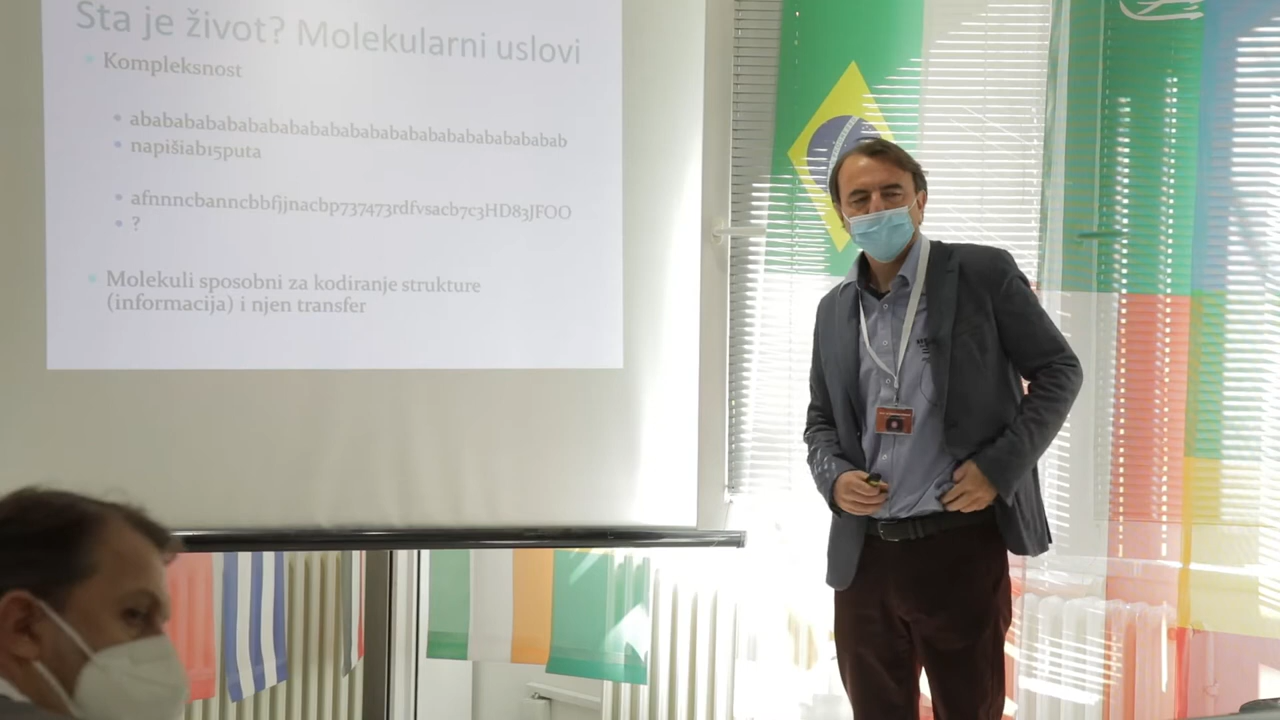 Šta je život? Molekularni uslovi
Kompleksnost
abababababababababababababababababababab
napišiab15puta
afnnncbanncbbfjjnacbp737473rdfvsacb7c3HD83JFOO
?
Molekuli sposobni za kodiranje strukture
(informacija) i njen transfer